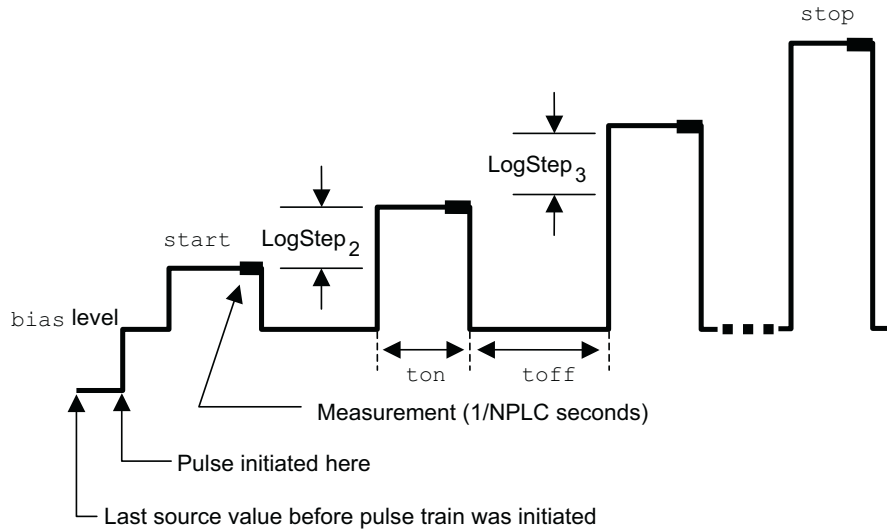 stop
LogStep3
start
LogStep2
bias level
ton
toff
Measurement (1/NPLC seconds)
Pulse initiated here
Last source value before pulse train was initiated